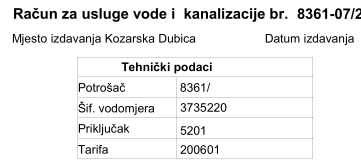 Račun za usluge vode i kanalizacije br. 8361-07/2
Mjesto izdavanja Kozarska Dubica Datum izdavanja
Tehnički podaci
Potrošač 8361/
Šif. vodomjera 3735220
Priključak 5201
Tarifa 200601